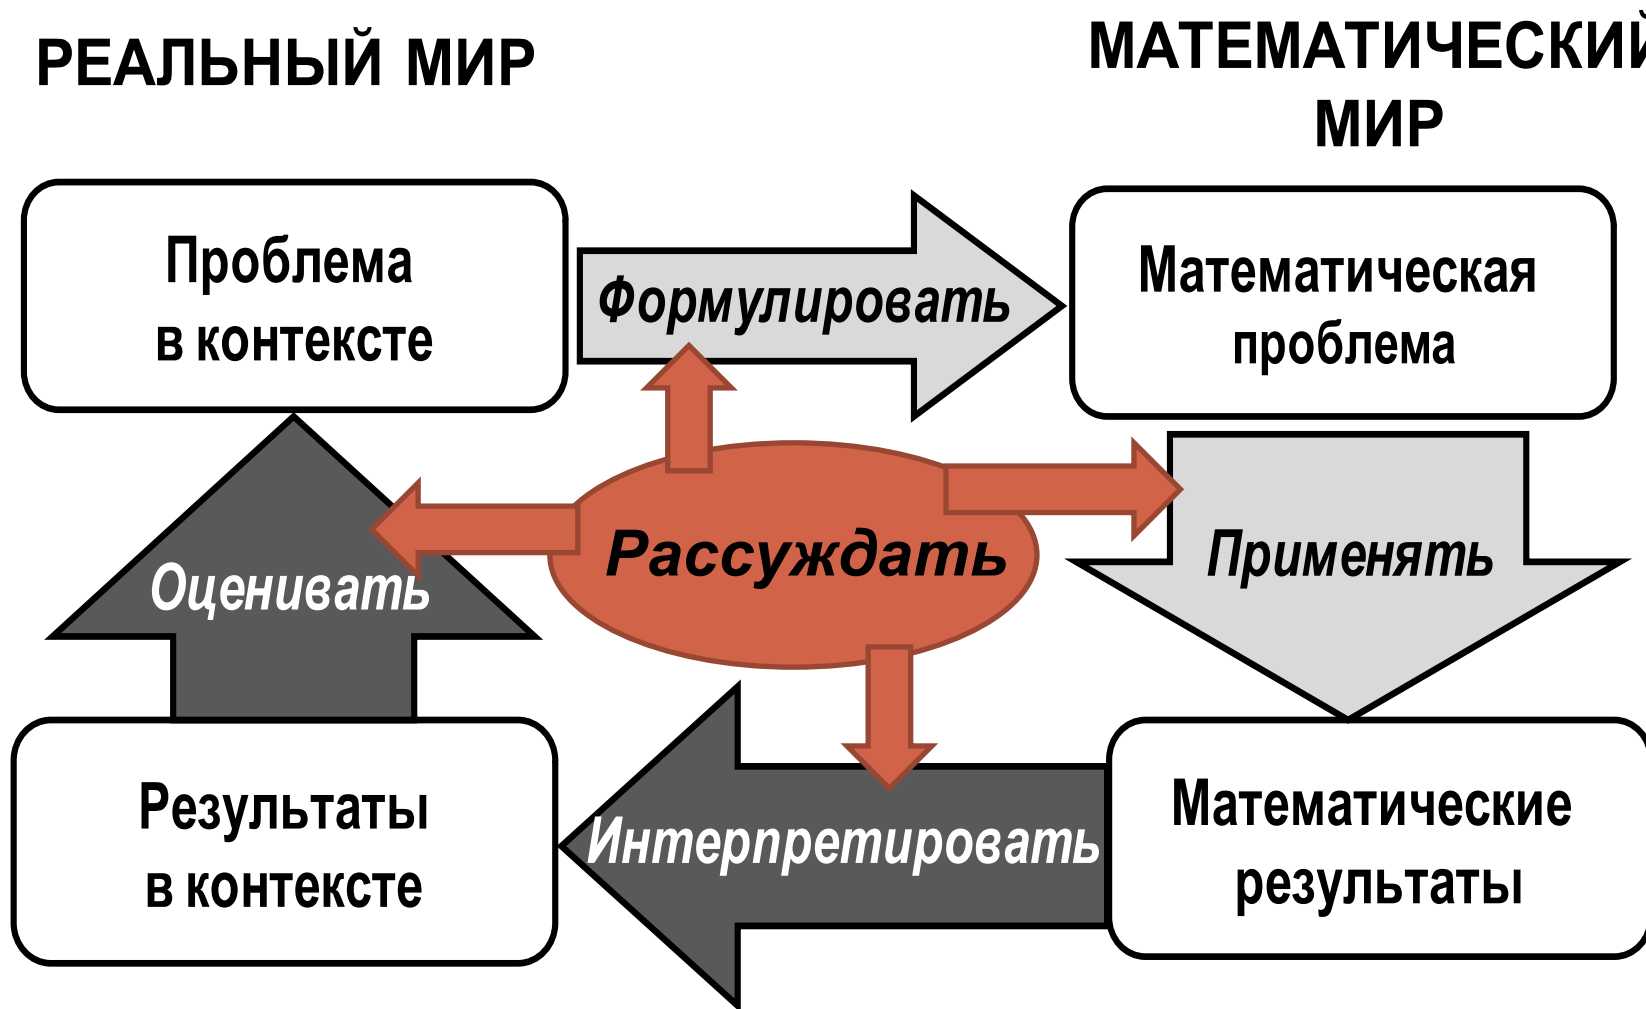 РЕАЛЬНЫЙ МИР
МАТЕМАТИЧЕСКИЙ
МИР
Проблема
в контексте
Формулировать
Математическая
проблема
Оценивать
Рассуждать
Применять
Результаты
в контексте
Интерпретировать
Математические
результаты